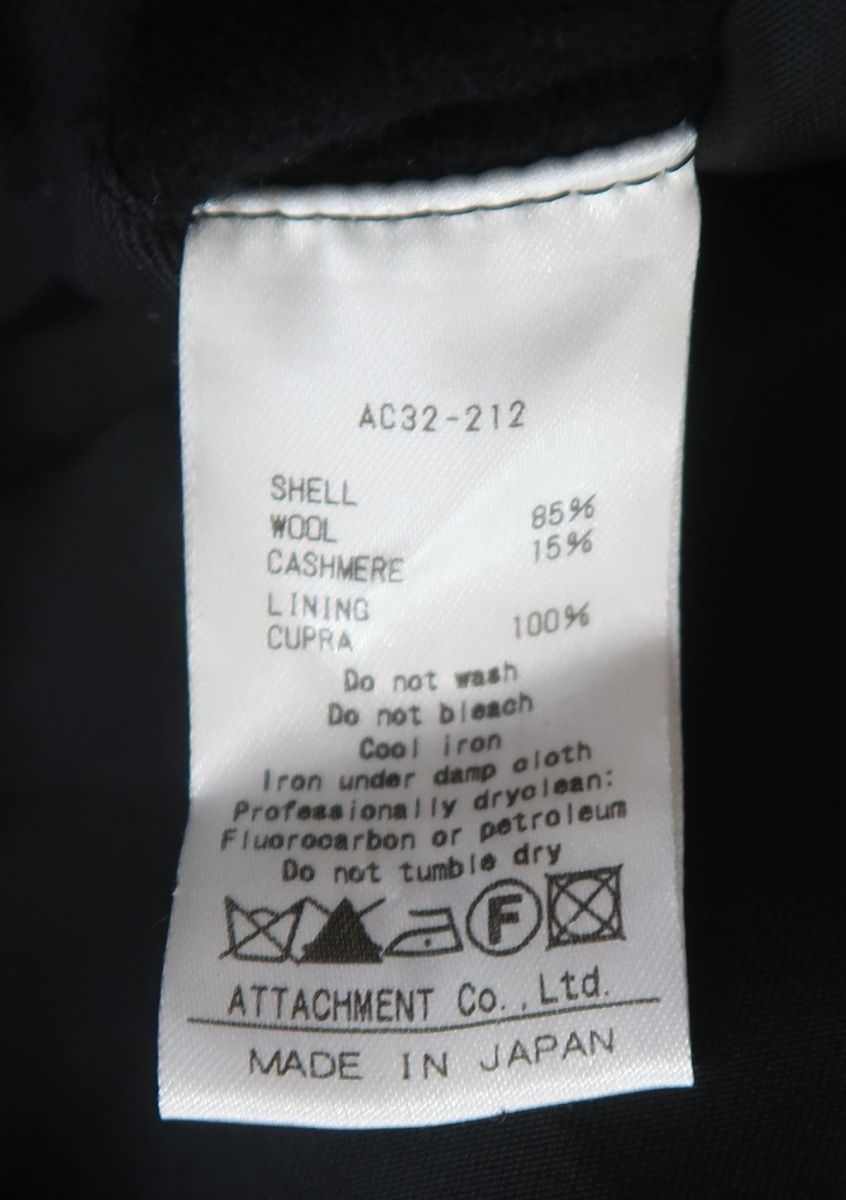 AC32-212
SHELL
WOOL 85%
CASHMERE 15%
LINING
CUPRA 100%
Do not wash
Do not bleach
Cool iron
Iron under damp cloth
Professionally dryclean:
Fluorocarbon or petroleum
Do not tumble dry
F
ATTACHMENT Co.,Ltd.
MADE IN JAPAN